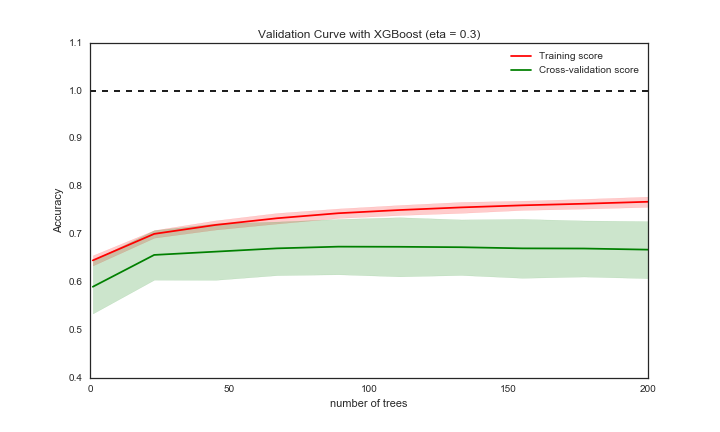 Validation Curve with XGBoost (eta = 0.3)
Training score
Cross-validation score
1.1
1.0
0.9
0.8
0.7
0.6
0.5
0.4
Accuracy
0 50 100 150 200
number of trees